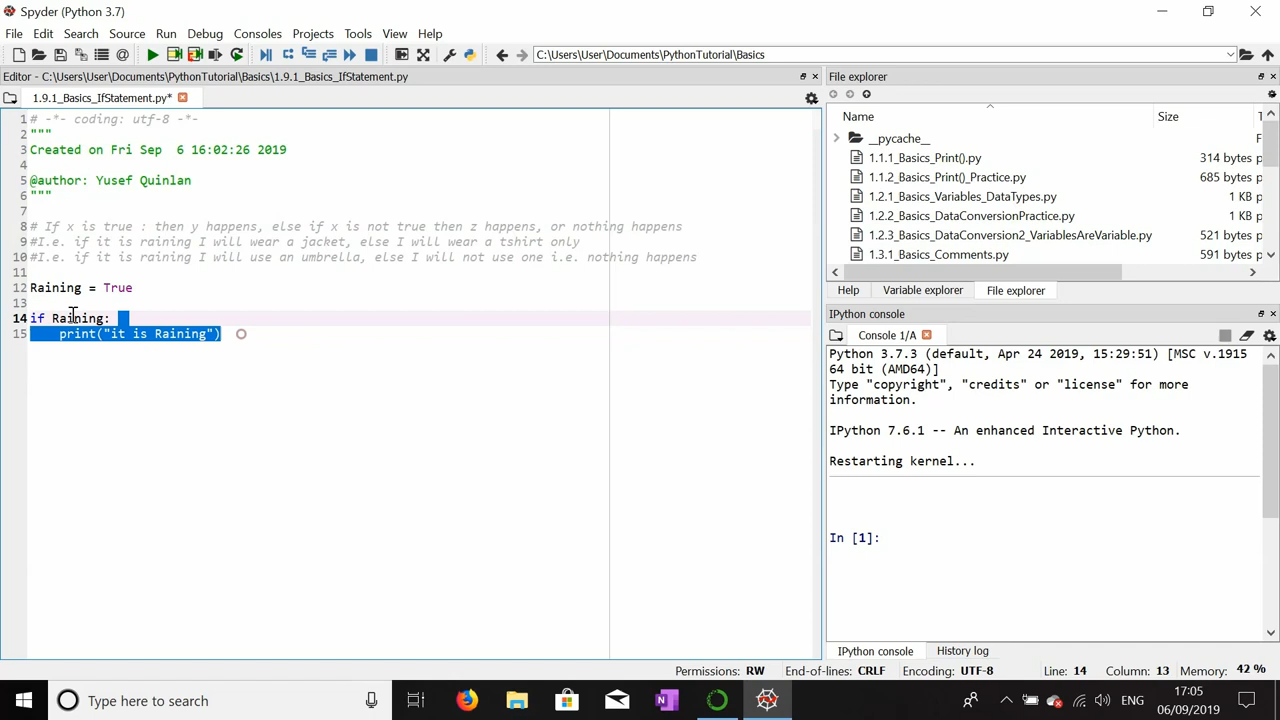 Spyder (Python 3.7)
File Edit Search Source Run Debug Consoles Projects Tools View Help
C:\Users\User\Documents\PythonTutorial\Basics
Editor - C:\Users\User\Documents\PythonTutorial\Basics\1.9.1_Basics_IfStatement.py
1.9.1_Basics_IfStatement.py*
1 # -*- coding: utf-8 -*-
2 """
3 Created on Fri Sep  6 16:02:26 2019
4
5 @author: Yusef Quinlan
6 """
7
8 # If x is true : then y happens, else if x is not true then z happens, or nothing happens
9 #I.e. if it is raining I will wear a jacket, else I will wear a tshirt only
10 #I.e. if it is raining I will use an umbrella, else I will not use one i.e. nothing happens
11
12 Raining = True
13
14 if Raining:
15     print("it is Raining")
File explorer
Name Size
__pycache__ F
1.1.1_Basics_Print().py 314 bytes p
1.1.2_Basics_Print()_Practice.py 685 bytes p
1.2.1_Basics_Variables_DataTypes.py 1 KB p
1.2.2_Basics_DataConversionPractice.py 1 KB p
1.2.3_Basics_DataConversion2_VariablesAreVariable.py 521 bytes p
1.3.1_Basics_Comments.py 591 bytes p
Help Variable explorer File explorer
IPython console
Console 1/A
Python 3.7.3 (default, Apr 24 2019, 15:29:51) [MSC v.1915
64 bit (AMD64)]
Type "copyright", "credits" or "license" for more
information.
IPython 7.6.1 -- An enhanced Interactive Python.
Restarting kernel...
In [1]:
IPython console History log
Permissions: RW End-of-lines: CRLF Encoding: UTF-8 Line: 14 Column: 13 Memory: 42 %
Type here to search
ENG
17:05
06/09/2019